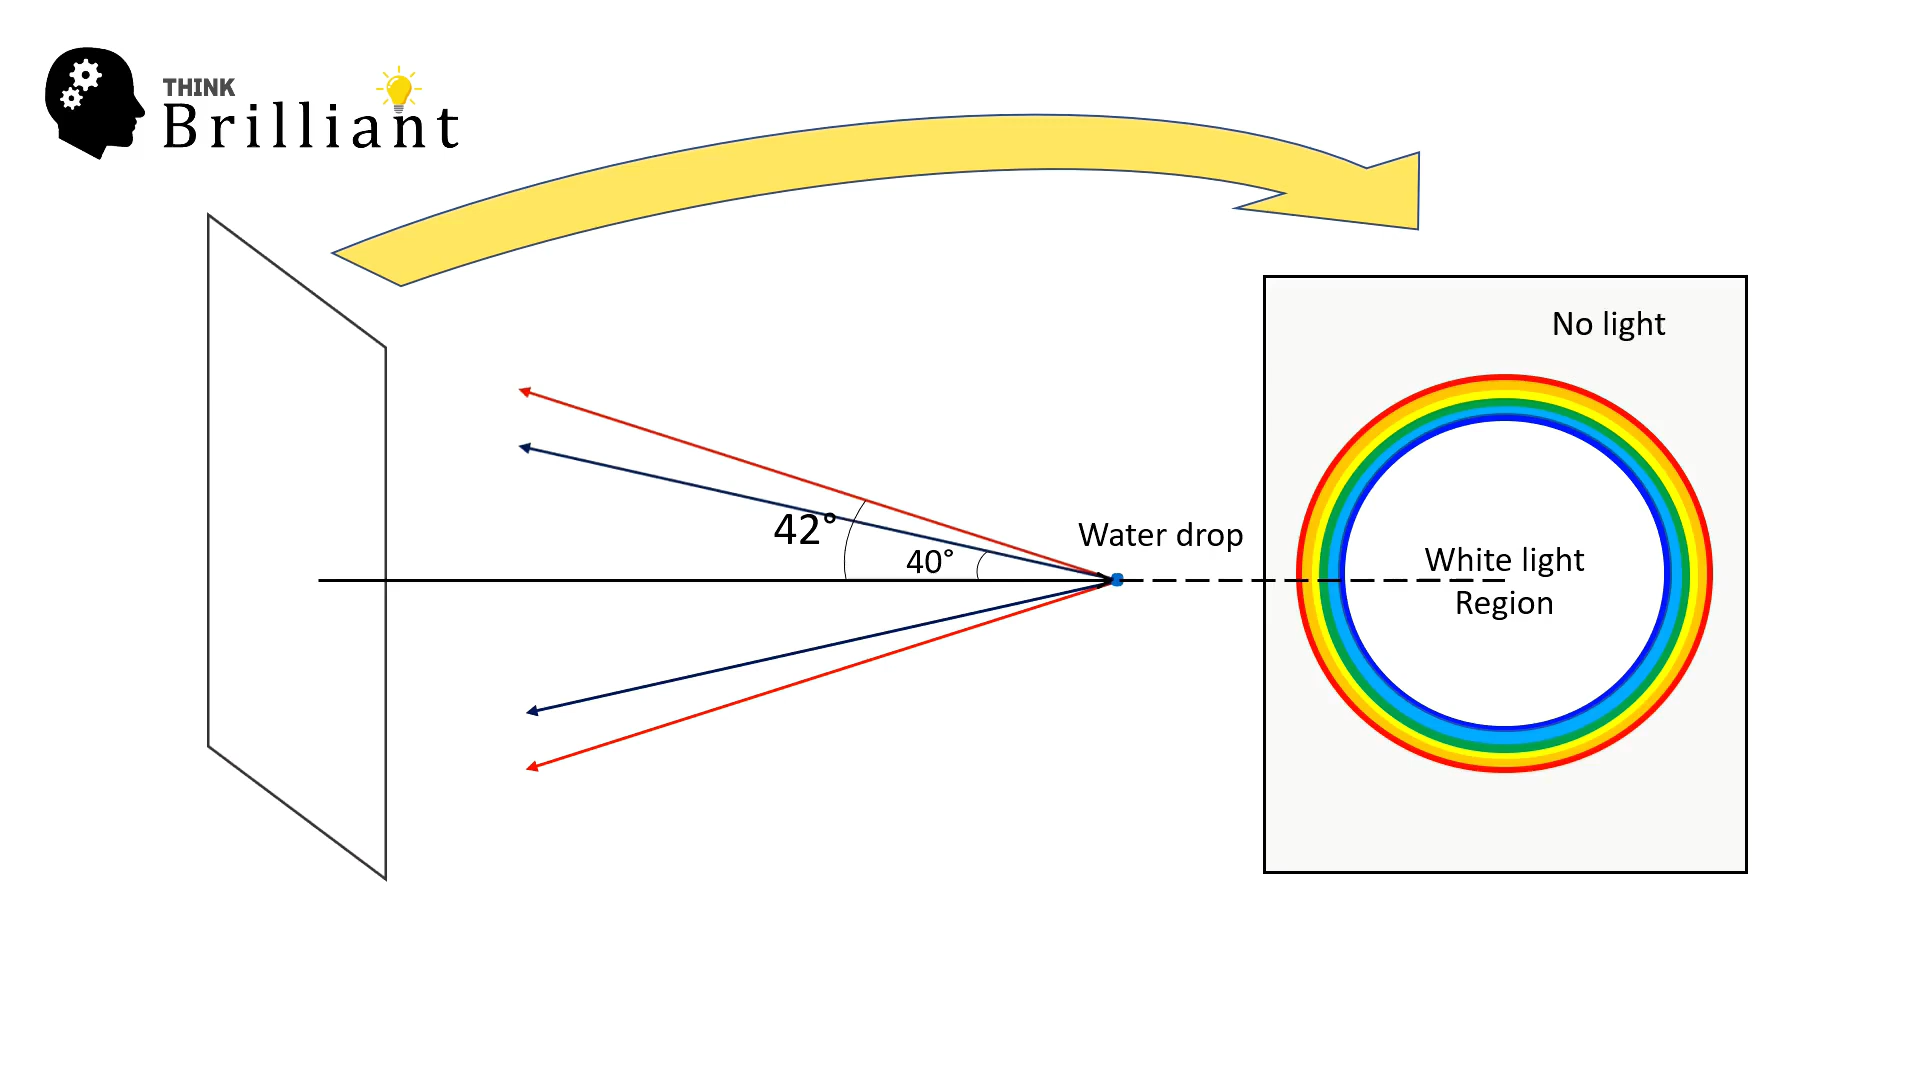 THINK
Brilliant
No light
42°
Water drop
40°
White light
Region